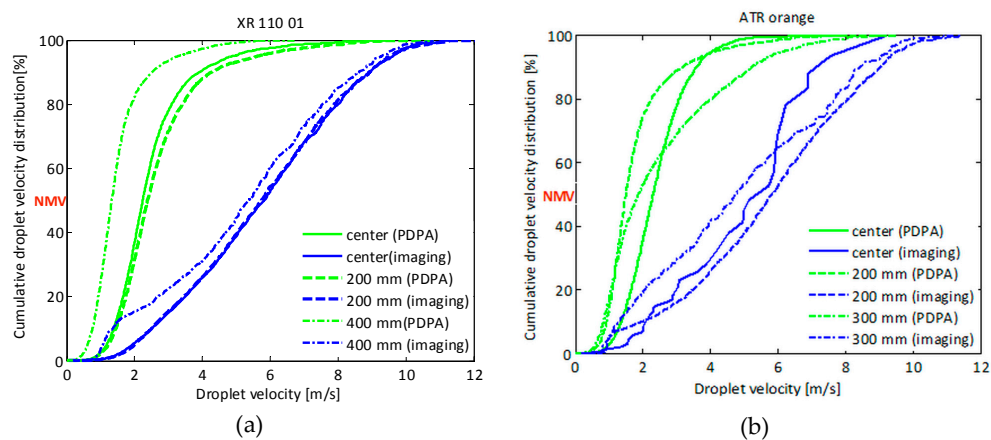 XR 110 01
Cumulative droplet velocity distribution[%]
100
80
60
NMV
40
20
0
0 2 4 6 8 10 12
Droplet velocity [m/s]
center (PDPA)
center(imaging)
200 mm (PDPA)
200 mm (imaging)
400 mm(PDPA)
400 mm (imaging)
(a)
ATR orange
Cumulative droplet velocity distribution [%]
100
80
60
NMV
40
20
0
0 2 4 6 8 10 12
Droplet velocity [m/s]
center (PDPA)
center (imaging)
200 mm (PDPA)
200 mm (imaging)
300 mm (PDPA)
300 mm (imaging)
(b)